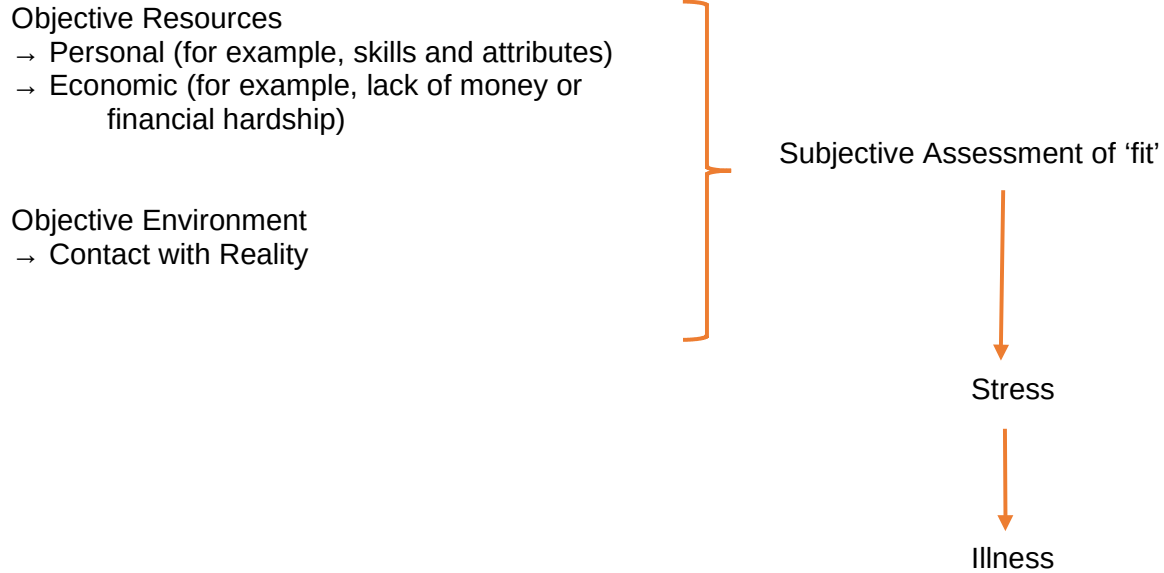 Objective Resources
→ Personal (for example, skills and attributes)
→ Economic (for example, lack of money or
financial hardship)
Subjective Assessment of ‘fit’
Objective Environment
→ Contact with Reality
Stress
Illness